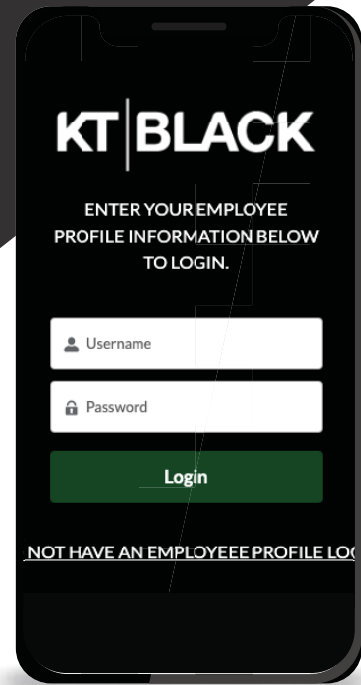 KT|BLACK
ENTER YOUR EMPLOYEE
PROFILE INFORMATION BELOW
TO LOGIN.
Username
Password
Login
NOT HAVE AN EMPLOYEEE PROFILE